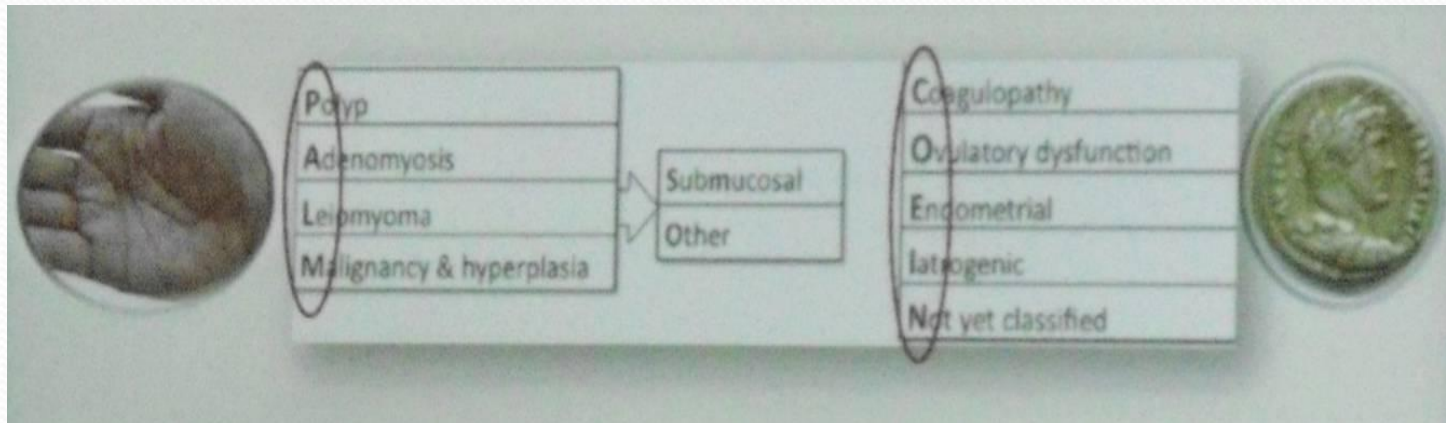 Polyp
Adenomyosis
Leiomyoma
Malignancy & hyperplasia
Submucosal
Other
Coagulopathy
Ovulatory dysfunction
Endometrial
Iatrogenic
Not yet classified